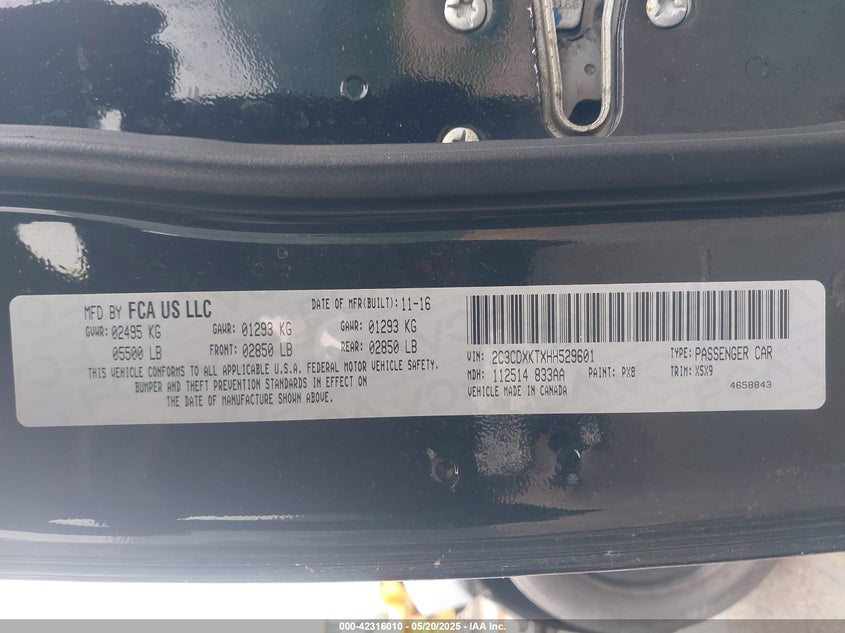 MFD BY FCA US LLC
DATE OF MFR(BUILT): 11-16
GVWR: 02495 KG GAWR: 01293 KG GAWR: 01293 KG
05500 LB FRONT: 02850 LB REAR: 02850 LB
THIS VEHICLE CONFORMS TO ALL APPLICABLE U.S.A. FEDERAL MOTOR VEHICLE SAFETY,
BUMPER AND THEFT PREVENTION STANDARDS IN EFFECT ON
THE DATE OF MANUFACTURE SHOWN ABOVE.
VIN: 2C3CDXKTXHH529601 TYPE: PASSENGER CAR
MDH: 112514 833AA PAINT: PX8 TRIM: X5X9
VEHICLE MADE IN CANADA
4658843
000-42316010 - 05/20/2025 - IAA Inc.